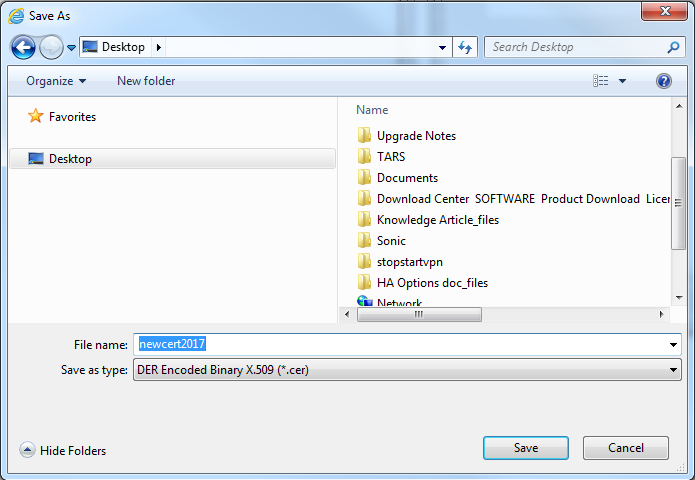 Save As
Desktop
Search Desktop
Organize
New folder
Favorites
Desktop
Name
Upgrade Notes
TARS
Documents
Download Center SOFTWARE Product Download Licen
Knowledge Article_files
Sonic
stopstartvpn
HA Options doc_files
Network
File name: newcert2017
Save as type: DER Encoded Binary X.509 (*.cer)
Hide Folders
Save
Cancel